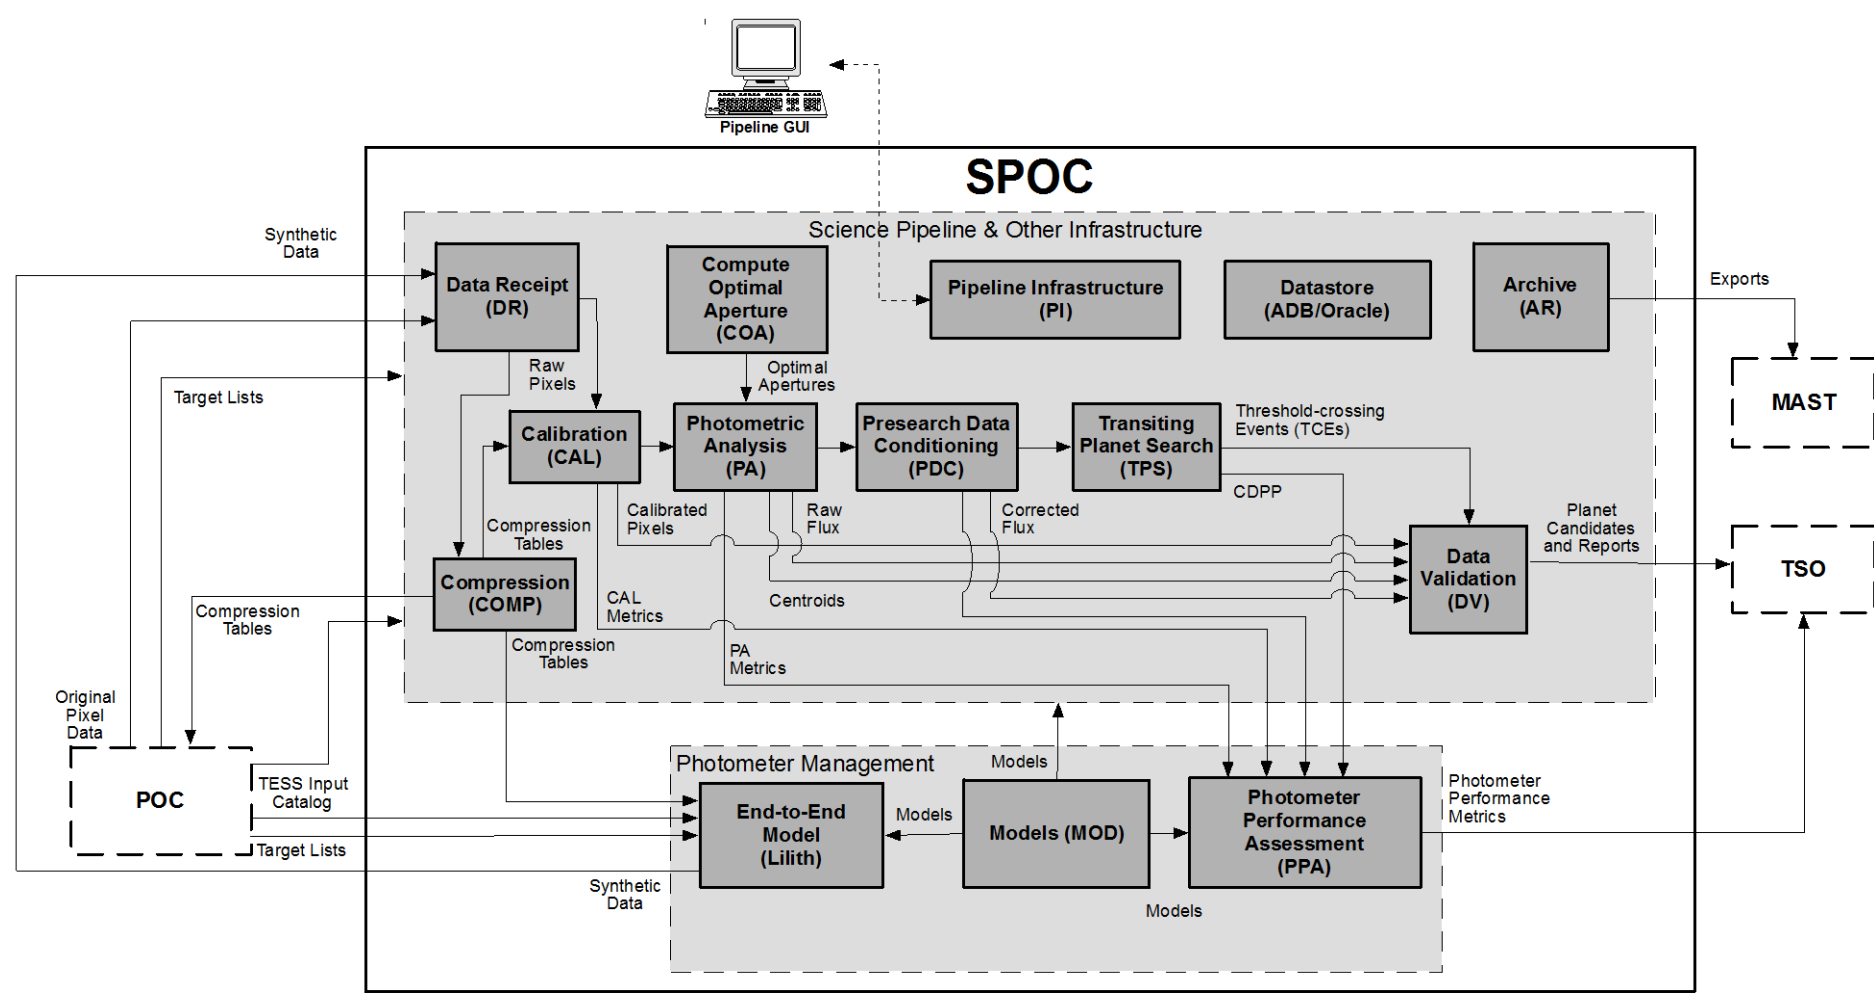 Pipeline GUI
SPOC
Science Pipeline & Other Infrastructure
Synthetic
Data
Data Receipt
(DR)
Compute
Optimal
Aperture
(COA)
Pipeline Infrastructure
(PI)
Datastore
(ADB/Oracle)
Archive
(AR)
Exports
Raw
Pixels
Optimal
Apertures
Target Lists
MAST
Calibration
(CAL)
Photometric
Analysis
(PA)
Presearch Data
Conditioning
(PDC)
Transiting
Planet Search
(TPS)
Threshold-crossing
Events (TCEs)
CDPP
Compression
Tables
Calibrated
Pixels
Raw
Flux
Corrected
Flux
Planet
Candidates
and Reports
Data
Validation
(DV)
TSO
Compression
(COMP)
Compression
Tables
CAL
Metrics
Centroids
Compression
Tables
PA
Metrics
Original
Pixel
Data
POC
TESS Input
Catalog
Target Lists
Photometer Management
Models
End-to-End
Model
(Lilith)
Models
Models (MOD)
Photometer
Performance
Assessment
(PPA)
Photometer
Performance
Metrics
Synthetic
Data
Models